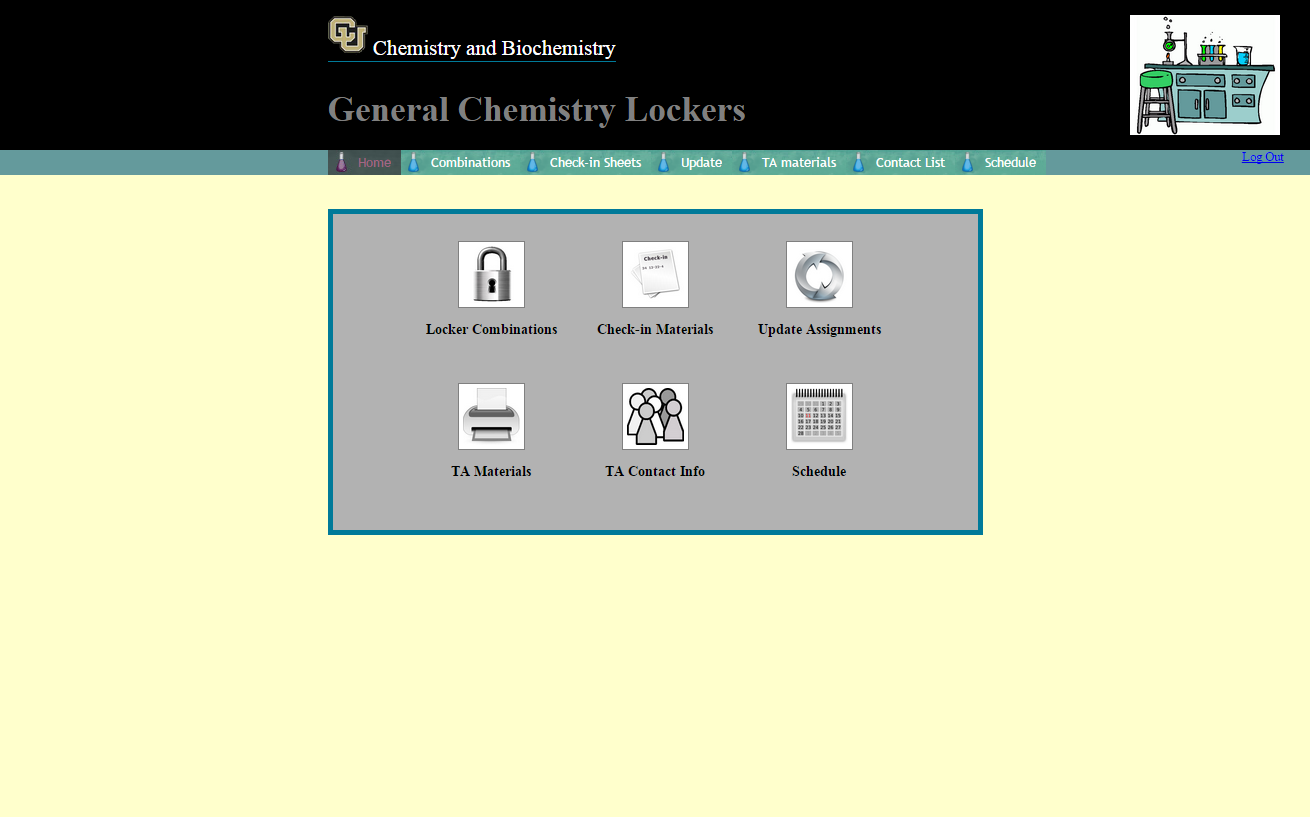 CU Chemistry and Biochemistry
General Chemistry Lockers
Home Combinations Check-in Sheets Update TA materials Contact List Schedule Log Out
Check-in
Locker Combinations Check-in Materials Update Assignments
TA Materials TA Contact Info Schedule